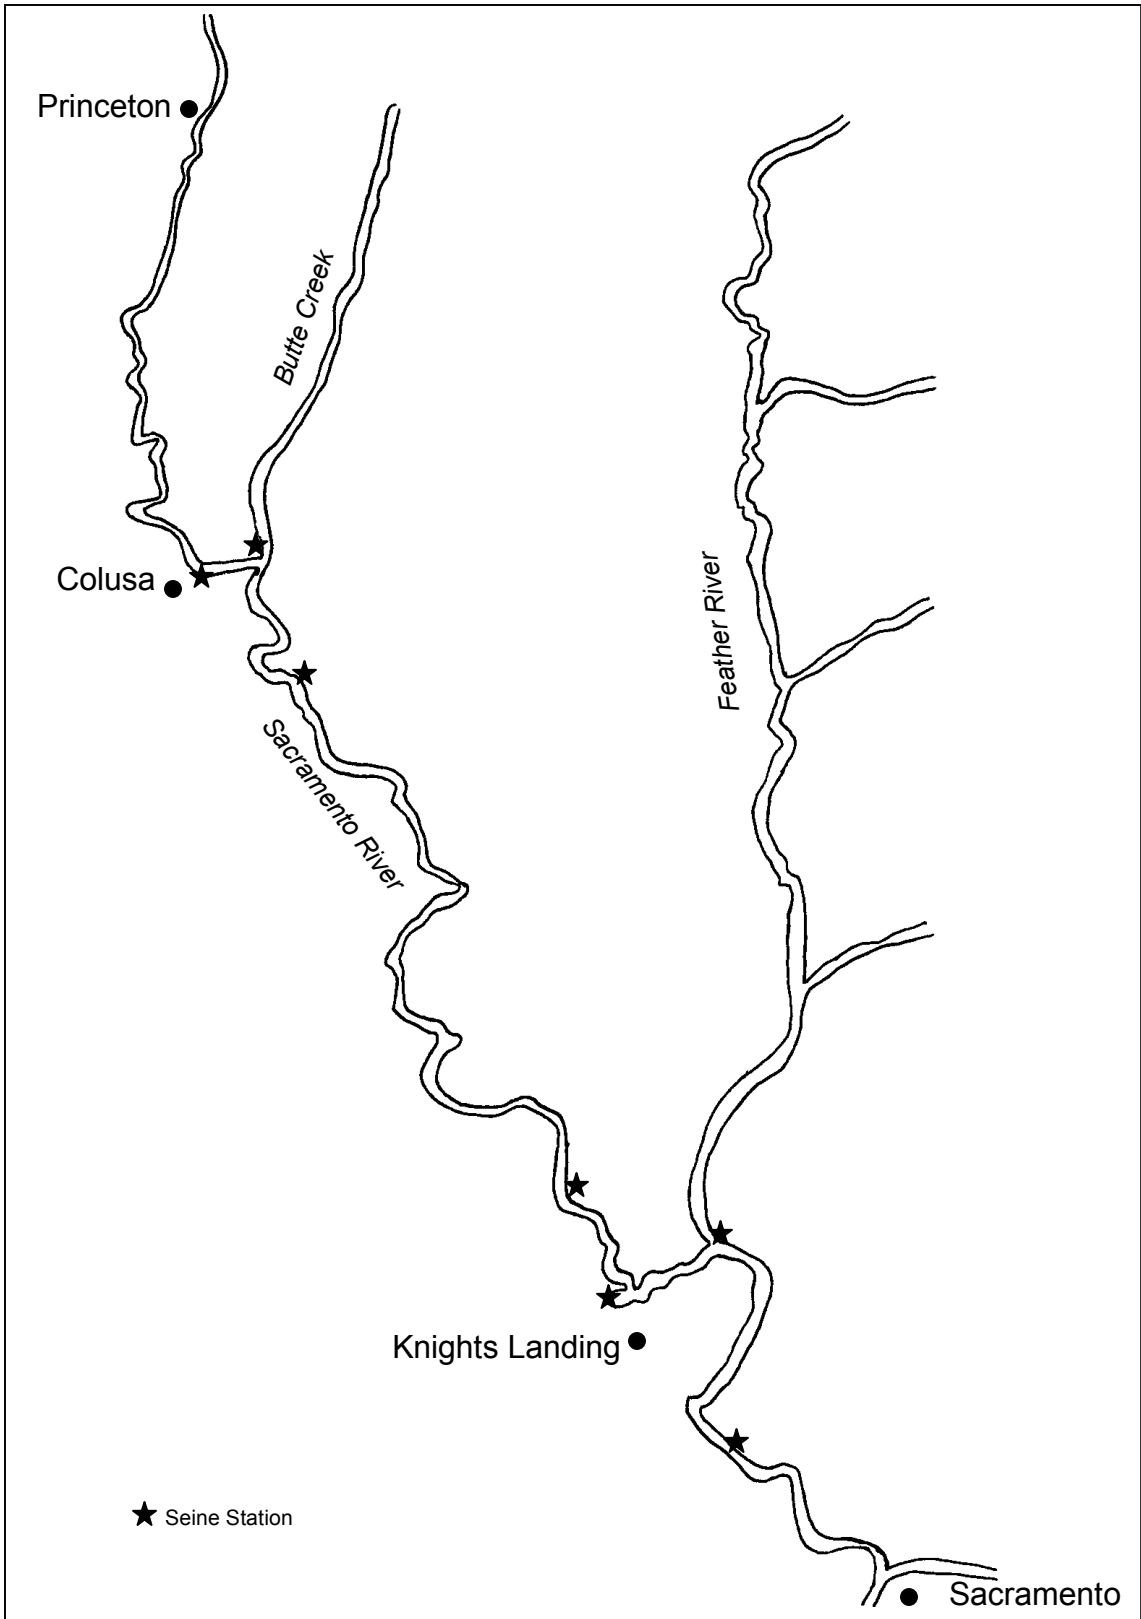 Princeton
Butte Creek
Colusa
Feather River
Sacramento River
Knights Landing
Seine Station
Sacramento